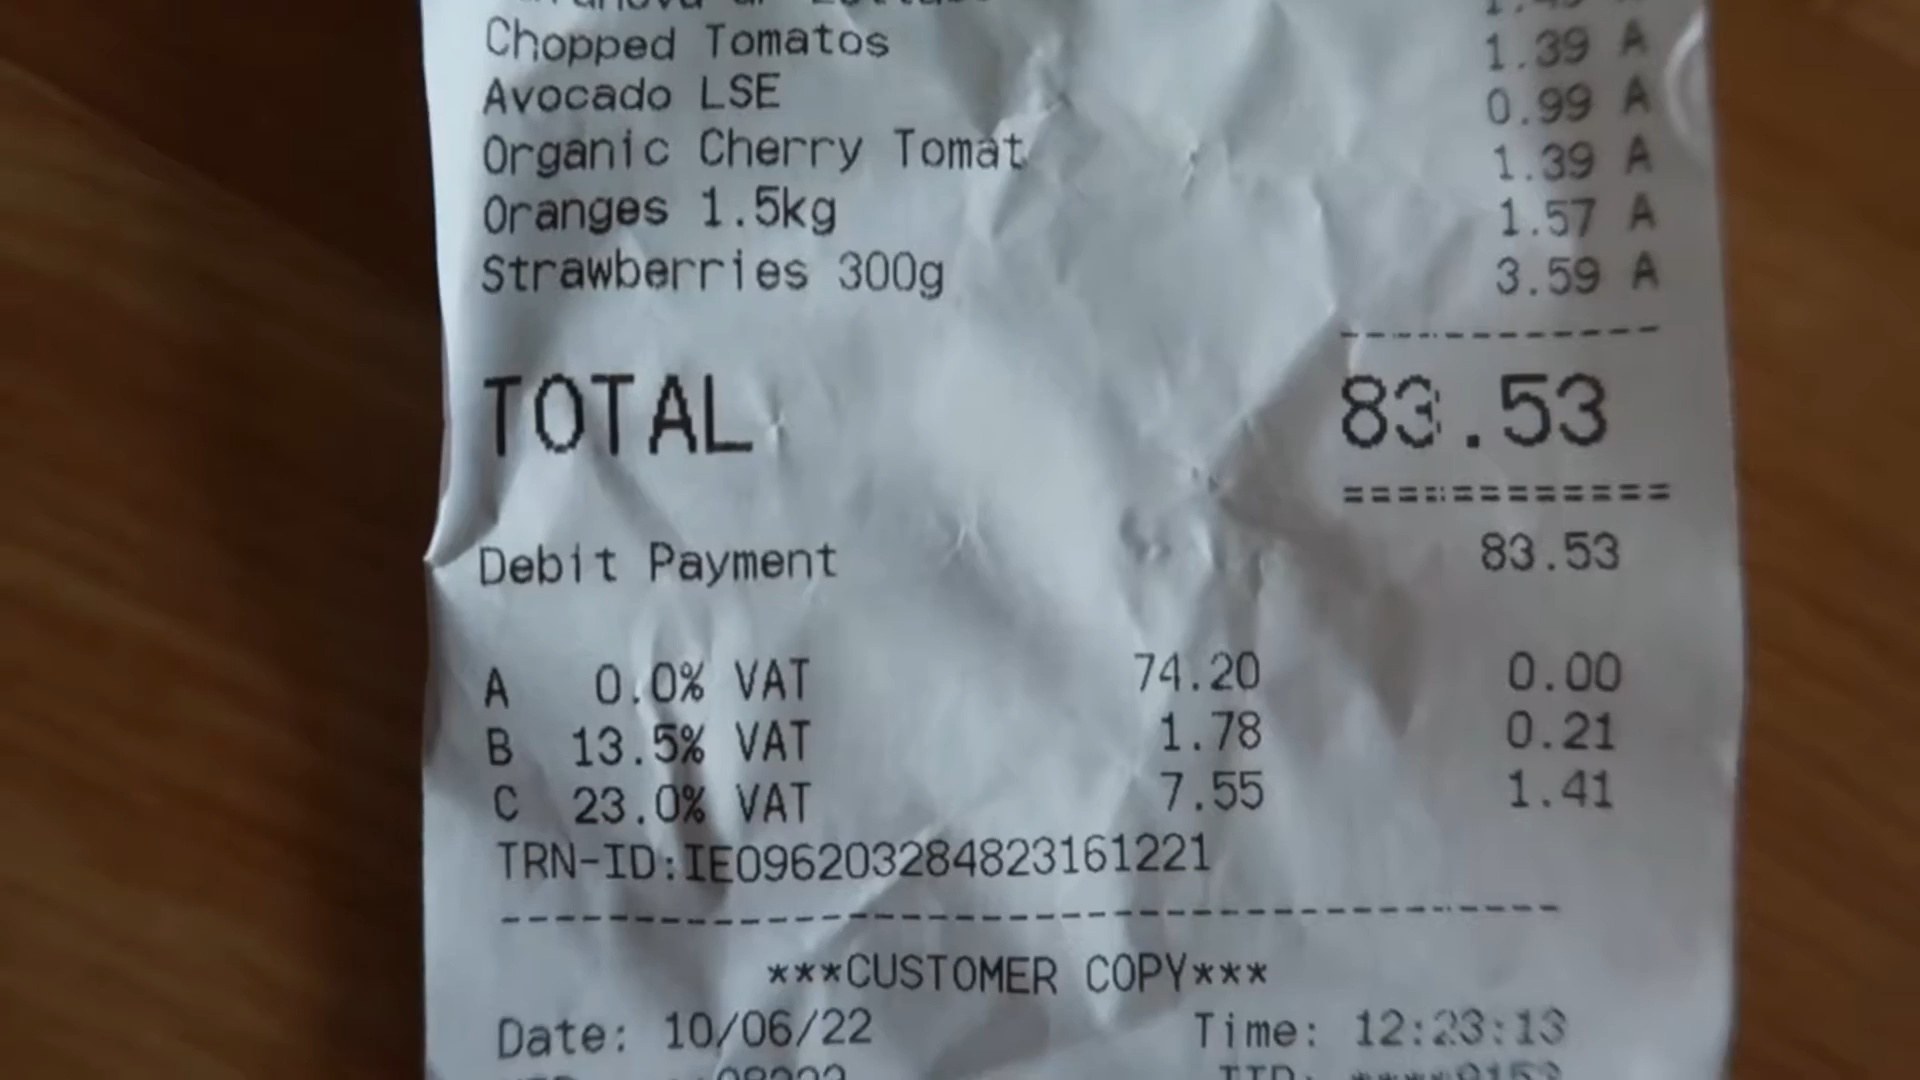 Chopped Tomatos 1.39 A
Avocado LSE 0.99 A
Organic Cherry Tomat 1.39 A
Oranges 1.5kg 1.57 A
Strawberries 300g 3.59 A
------------
TOTAL 83.53
============
Debit Payment 83.53
A 0.0% VAT 74.20 0.00
B 13.5% VAT 1.78 0.21
C 23.0% VAT 7.55 1.41
TRN-ID:IE096203284823161221
--------------------------------------
***CUSTOMER COPY***
Date: 10/06/22 Time: 12:23:13